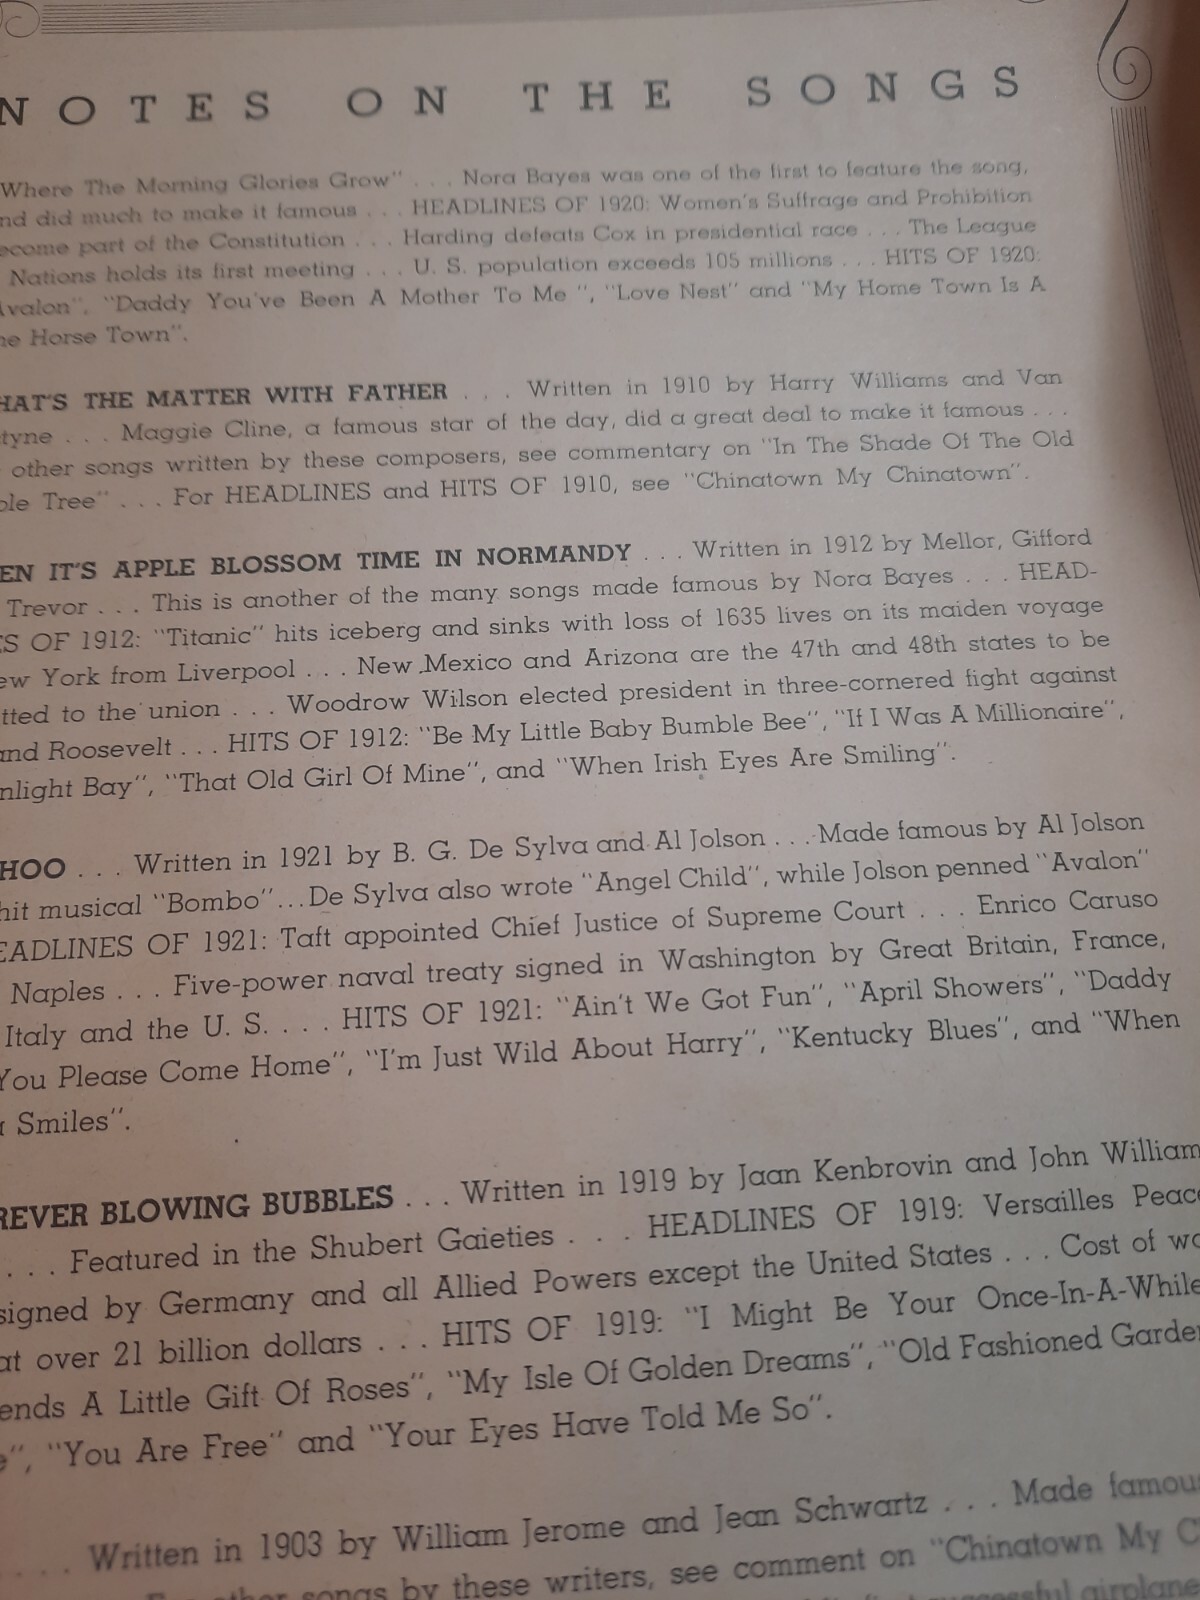 NOTES ON THE SONGS
Where The Morning Glories Grow" . . . Nora Bayes was one of the first to feature the song,
nd did much to make it famous . . . HEADLINES OF 1920: Women's Suffrage and Prohibition
ecome part of the Constitution . . . Harding defeats Cox in presidential race . . . The League
Nations holds its first meeting . . . U. S. population exceeds 105 millions . . . HITS OF 1920:
valon", "Daddy You've Been A Mother To Me", "Love Nest" and "My Home Town Is A
ne Horse Town".
HAT'S THE MATTER WITH FATHER . . . Written in 1910 by Harry Williams and Van
tyne . . . Maggie Cline, a famous star of the day, did a great deal to make it famous . . .
other songs written by these composers, see commentary on "In The Shade Of The Old
ple Tree" . . . For HEADLINES and HITS OF 1910, see "Chinatown My Chinatown".
EN IT'S APPLE BLOSSOM TIME IN NORMANDY . . . Written in 1912 by Mellor, Gifford
Trevor . . . This is another of the many songs made famous by Nora Bayes . . . HEAD-
ES OF 1912: "Titanic" hits iceberg and sinks with loss of 1635 lives on its maiden voyage
ew York from Liverpool . . . New Mexico and Arizona are the 47th and 48th states to be
tted to the union . . . Woodrow Wilson elected president in three-cornered fight against
and Roosevelt . . . HITS OF 1912: "Be My Little Baby Bumble Bee", "If I Was A Millionaire",
nlight Bay", "That Old Girl Of Mine", and "When Irish Eyes Are Smiling".
HOO . . . Written in 1921 by B. G. De Sylva and Al Jolson . . . Made famous by Al Jolson
hit musical "Bombo"...De Sylva also wrote "Angel Child", while Jolson penned "Avalon"
EADLINES OF 1921: Taft appointed Chief Justice of Supreme Court . . . Enrico Caruso
Naples . . . Five-power naval treaty signed in Washington by Great Britain, France,
Italy and the U. S. . . . HITS OF 1921: "Ain't We Got Fun", "April Showers", "Daddy
You Please Come Home", "I'm Just Wild About Harry", "Kentucky Blues", and "When
a Smiles".
REVER BLOWING BUBBLES . . . Written in 1919 by Jaan Kenbrovin and John William
. . . Featured in the Shubert Gaieties . . . HEADLINES OF 1919: Versailles Peace
signed by Germany and all Allied Powers except the United States . . . Cost of wo
at over 21 billion dollars . . . HITS OF 1919: "I Might Be Your Once-In-A-While
ends A Little Gift Of Roses", "My Isle Of Golden Dreams", "Old Fashioned Garden
e", "You Are Free" and "Your Eyes Have Told Me So".
. . . . Written in 1903 by William Jerome and Jean Schwartz . . . Made famous
songs by these writers, see comment on "Chinatown My C
airplane